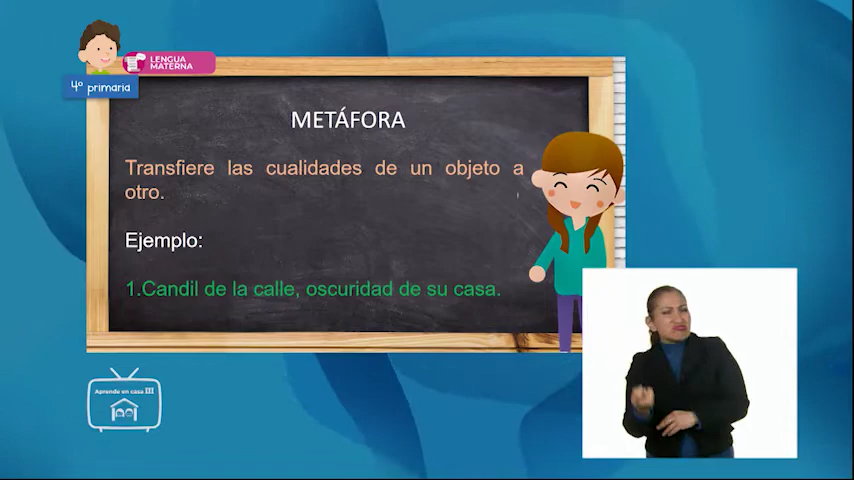 LENGUA
MATERNA
4º primaria
METÁFORA
Transfiere las cualidades de un objeto a
otro.
Ejemplo:
1.Candil de la calle, oscuridad de su casa.
Aprende en casa III